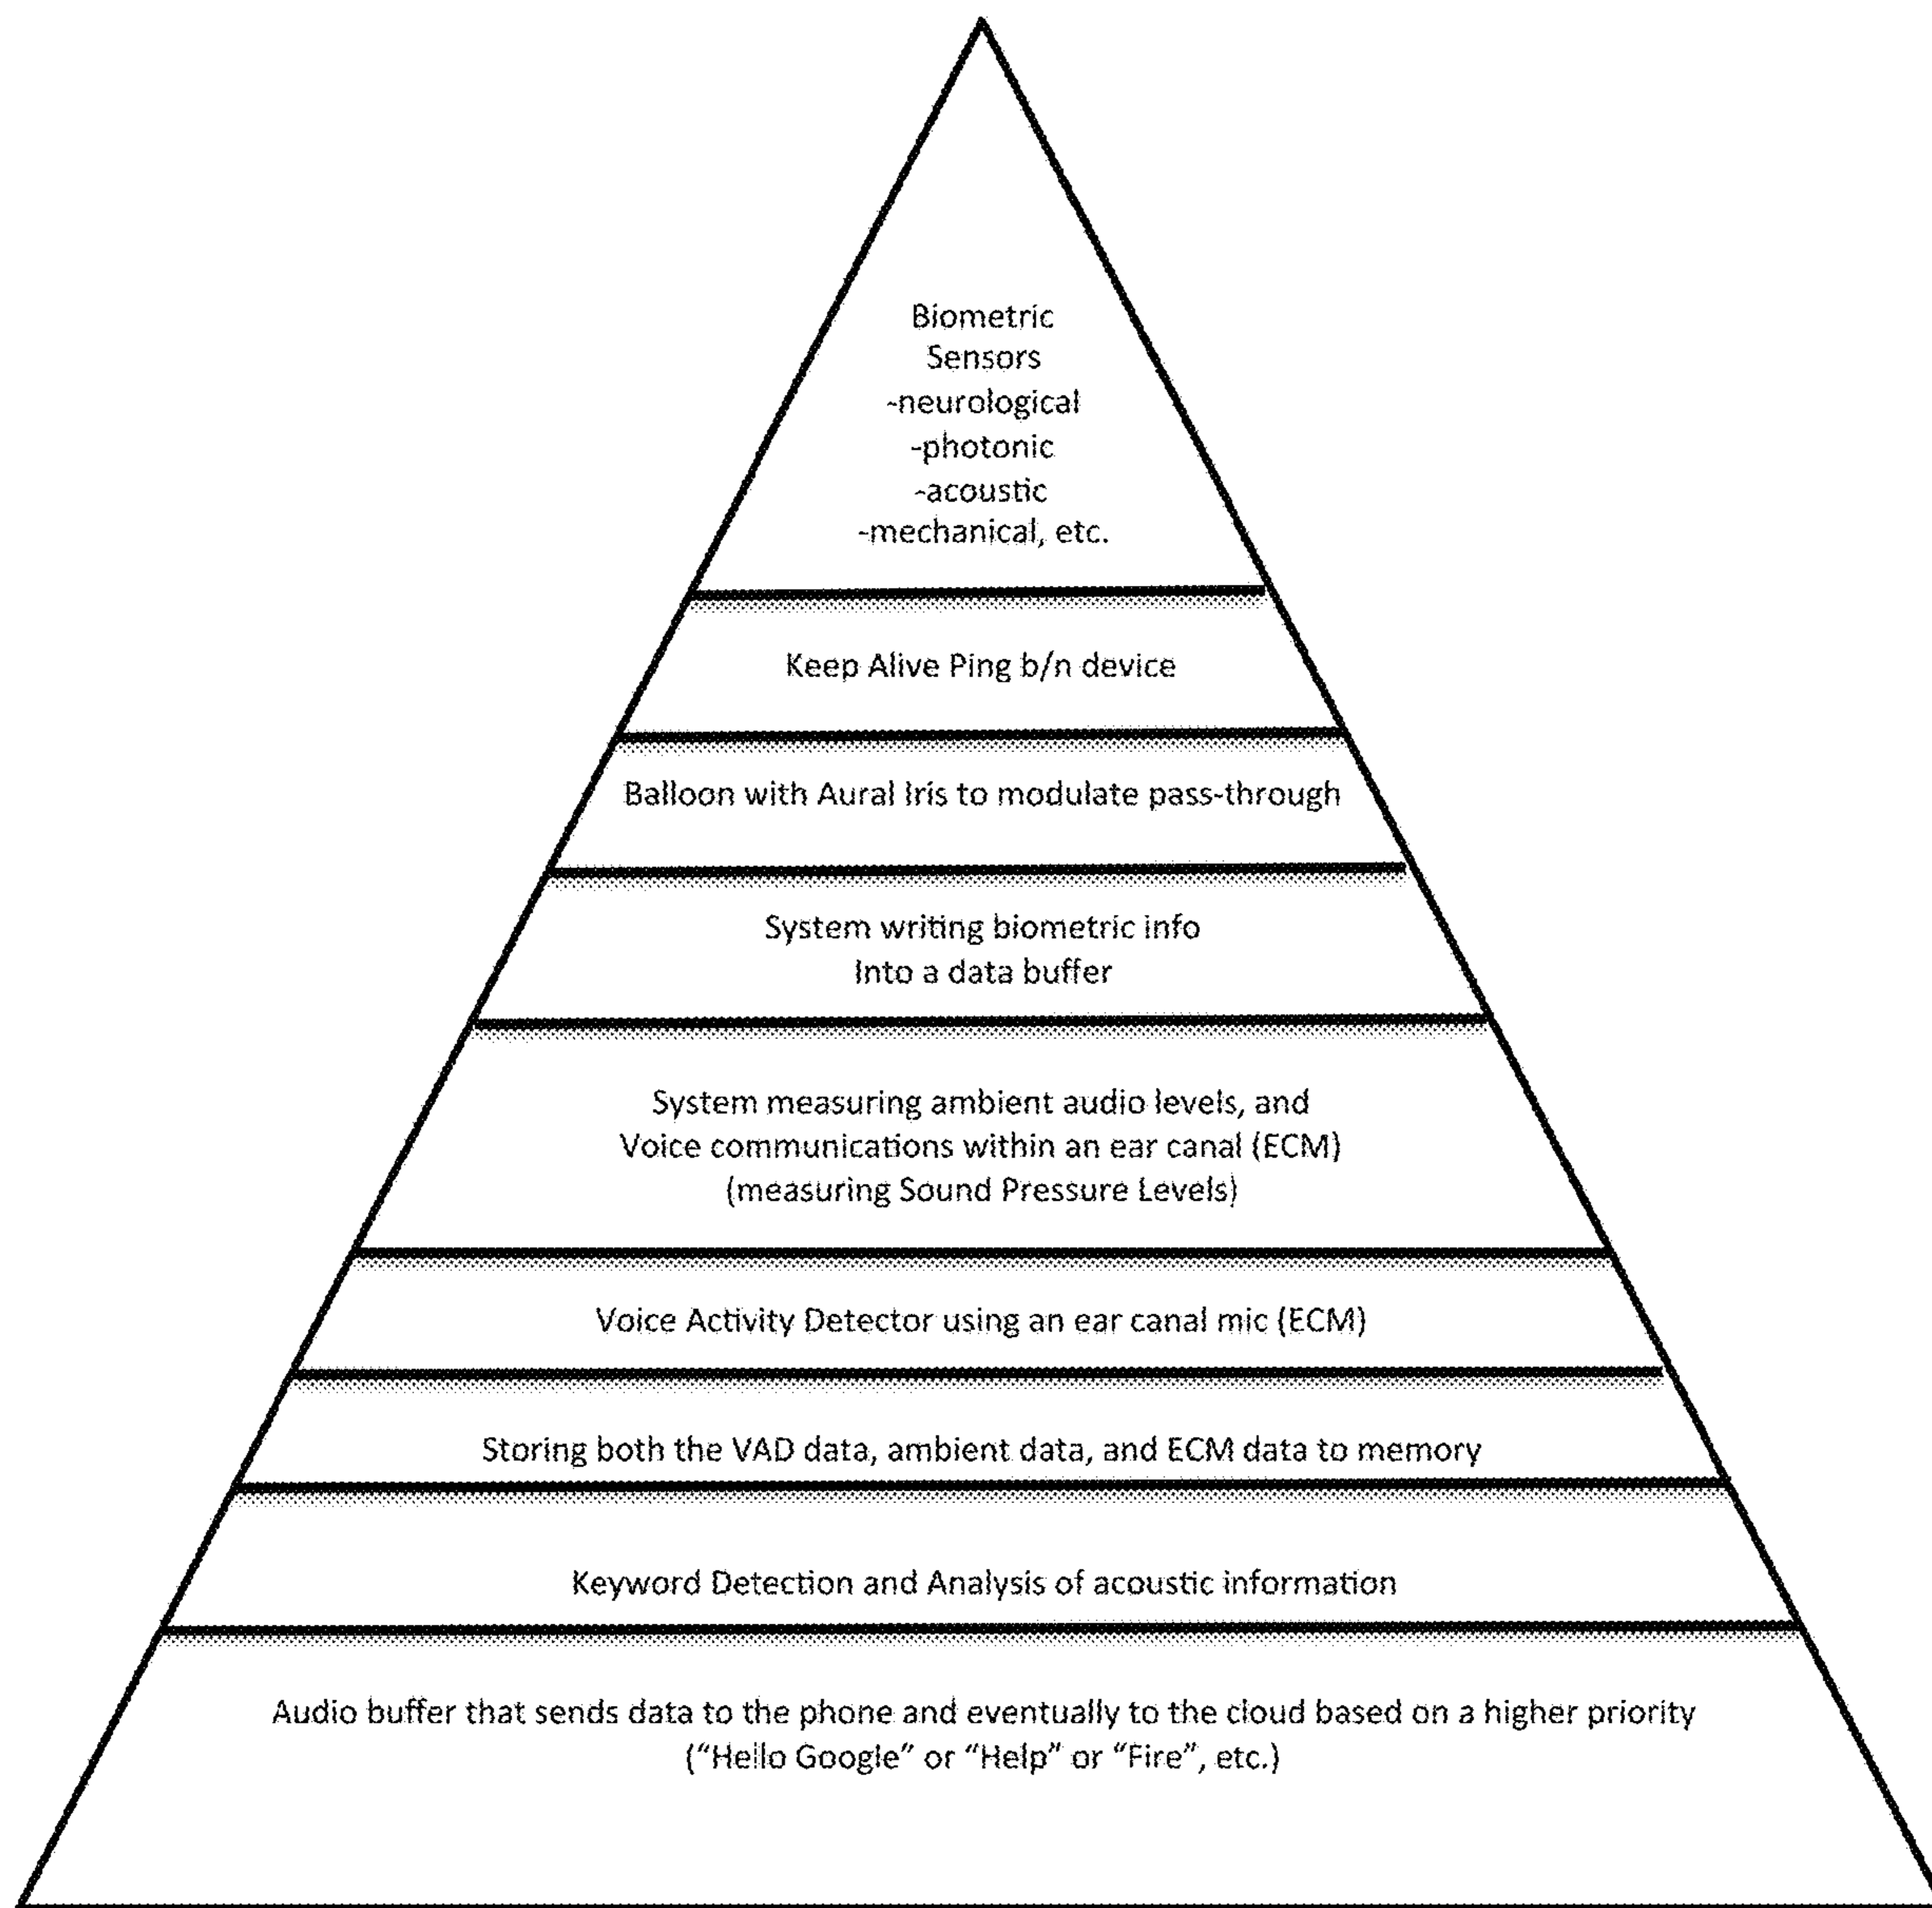 Biometric
Sensors
-neurological
-photonic
-acoustic
-mechanical, etc.
Keep Alive Ping b/n device
Balloon with Aural Iris to modulate pass-through
System writing biometric info
Into a data buffer
System measuring ambient audio levels, and
Voice communications within an ear canal (ECM)
(measuring Sound Pressure Levels)
Voice Activity Detector using an ear canal mic (ECM)
Storing both the VAD data, ambient data, and ECM data to memory
Keyword Detection and Analysis of acoustic information
Audio buffer that sends data to the phone and eventually to the cloud based on a higher priority
(“Hello Google” or “Help” or “Fire”, etc.)